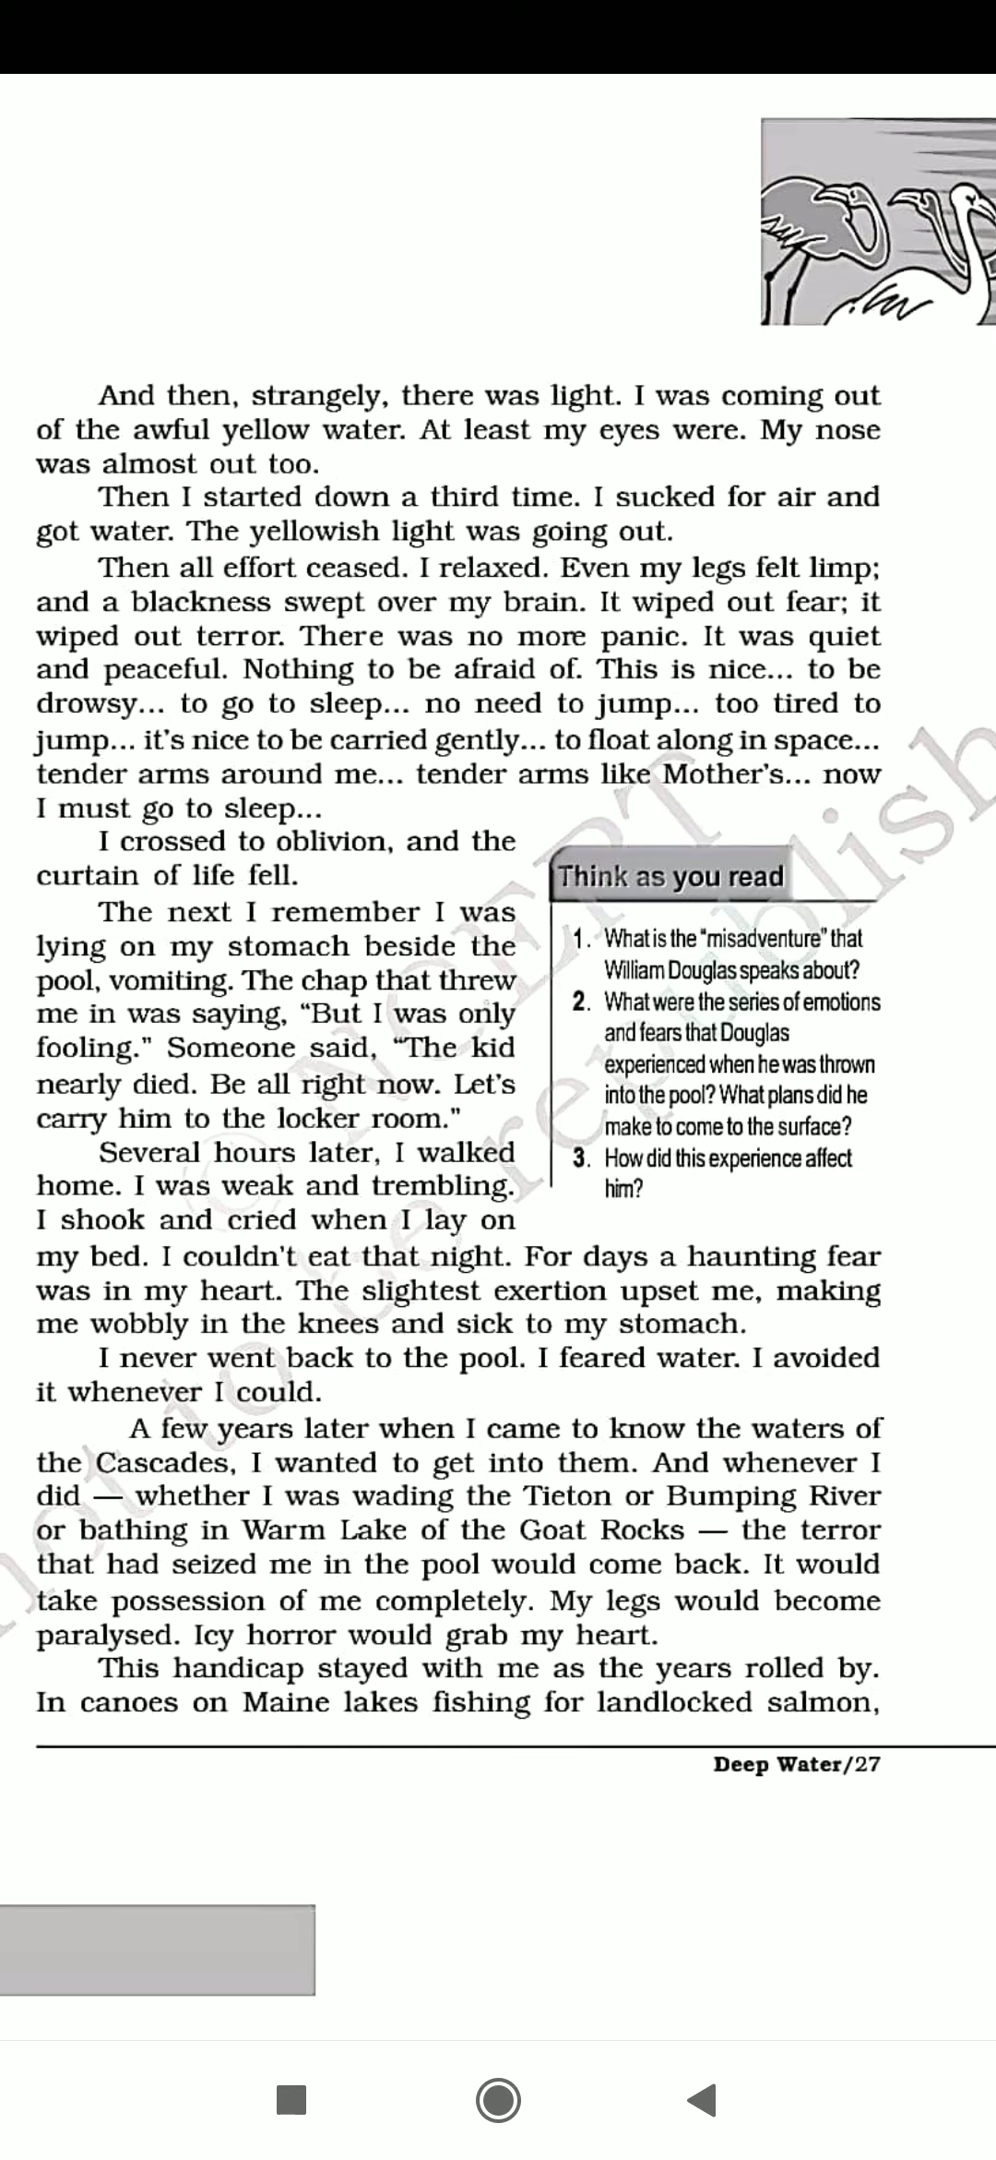 And then, strangely, there was light. I was coming out
of the awful yellow water. At least my eyes were. My nose
was almost out too.
Then I started down a third time. I sucked for air and
got water. The yellowish light was going out.
Then all effort ceased. I relaxed. Even my legs felt limp;
and a blackness swept over my brain. It wiped out fear; it
wiped out terror. There was no more panic. It was quiet
and peaceful. Nothing to be afraid of. This is nice... to be
drowsy... to go to sleep... no need to jump... too tired to
jump... it's nice to be carried gently... to float along in space...
tender arms around me... tender arms like Mother's... now
I must go to sleep...
I crossed to oblivion, and the
curtain of life fell.
The next I remember I was
lying on my stomach beside the
pool, vomiting. The chap that threw
me in was saying, “But I was only
fooling.” Someone said, “The kid
nearly died. Be all right now. Let's
carry him to the locker room.”
Several hours later, I walked
home. I was weak and trembling.
I shook and cried when I lay on
my bed. I couldn't eat that night. For days a haunting fear
was in my heart. The slightest exertion upset me, making
me wobbly in the knees and sick to my stomach.
Think as you read
1. What is the “misadventure” that
William Douglas speaks about?
2. What were the series of emotions
and fears that Douglas
experienced when he was thrown
into the pool? What plans did he
make to come to the surface?
3. How did this experience affect
him?
I never went back to the pool. I feared water. I avoided
it whenever I could.
A few years later when I came to know the waters of
the Cascades, I wanted to get into them. And whenever I
did — whether I was wading the Tieton or Bumping River
or bathing in Warm Lake of the Goat Rocks — the terror
that had seized me in the pool would come back. It would
take possession of me completely. My legs would become
paralysed. Icy horror would grab my heart.
This handicap stayed with me as the years rolled by.
In canoes on Maine lakes fishing for landlocked salmon,
Deep Water/27
© NCERT
not to be republish